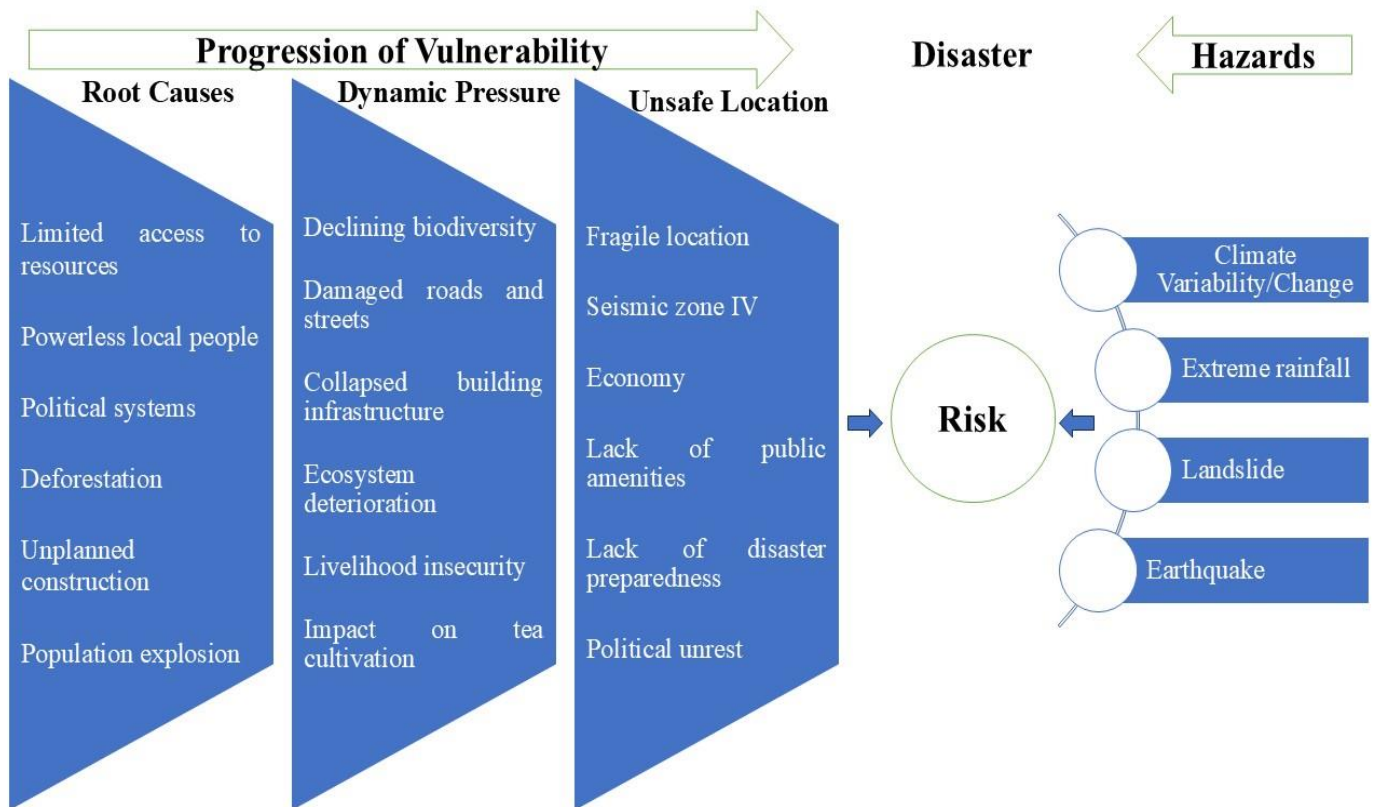 Progression of Vulnerability
Disaster
Hazards
Root Causes
Dynamic Pressure
Unsafe Location
Limited access to
resources
Powerless local people
Political systems
Deforestation
Unplanned
construction
Population explosion
Declining biodiversity
Damaged roads and
streets
Collapsed building
infrastructure
Ecosystem
deterioration
Livelihood insecurity
Impact on tea
cultivation
Fragile location
Seismic zone IV
Economy
Lack of public
amenities
Lack of disaster
preparedness
Political unrest
Risk
Climate
Variability/Change
Extreme rainfall
Landslide
Earthquake